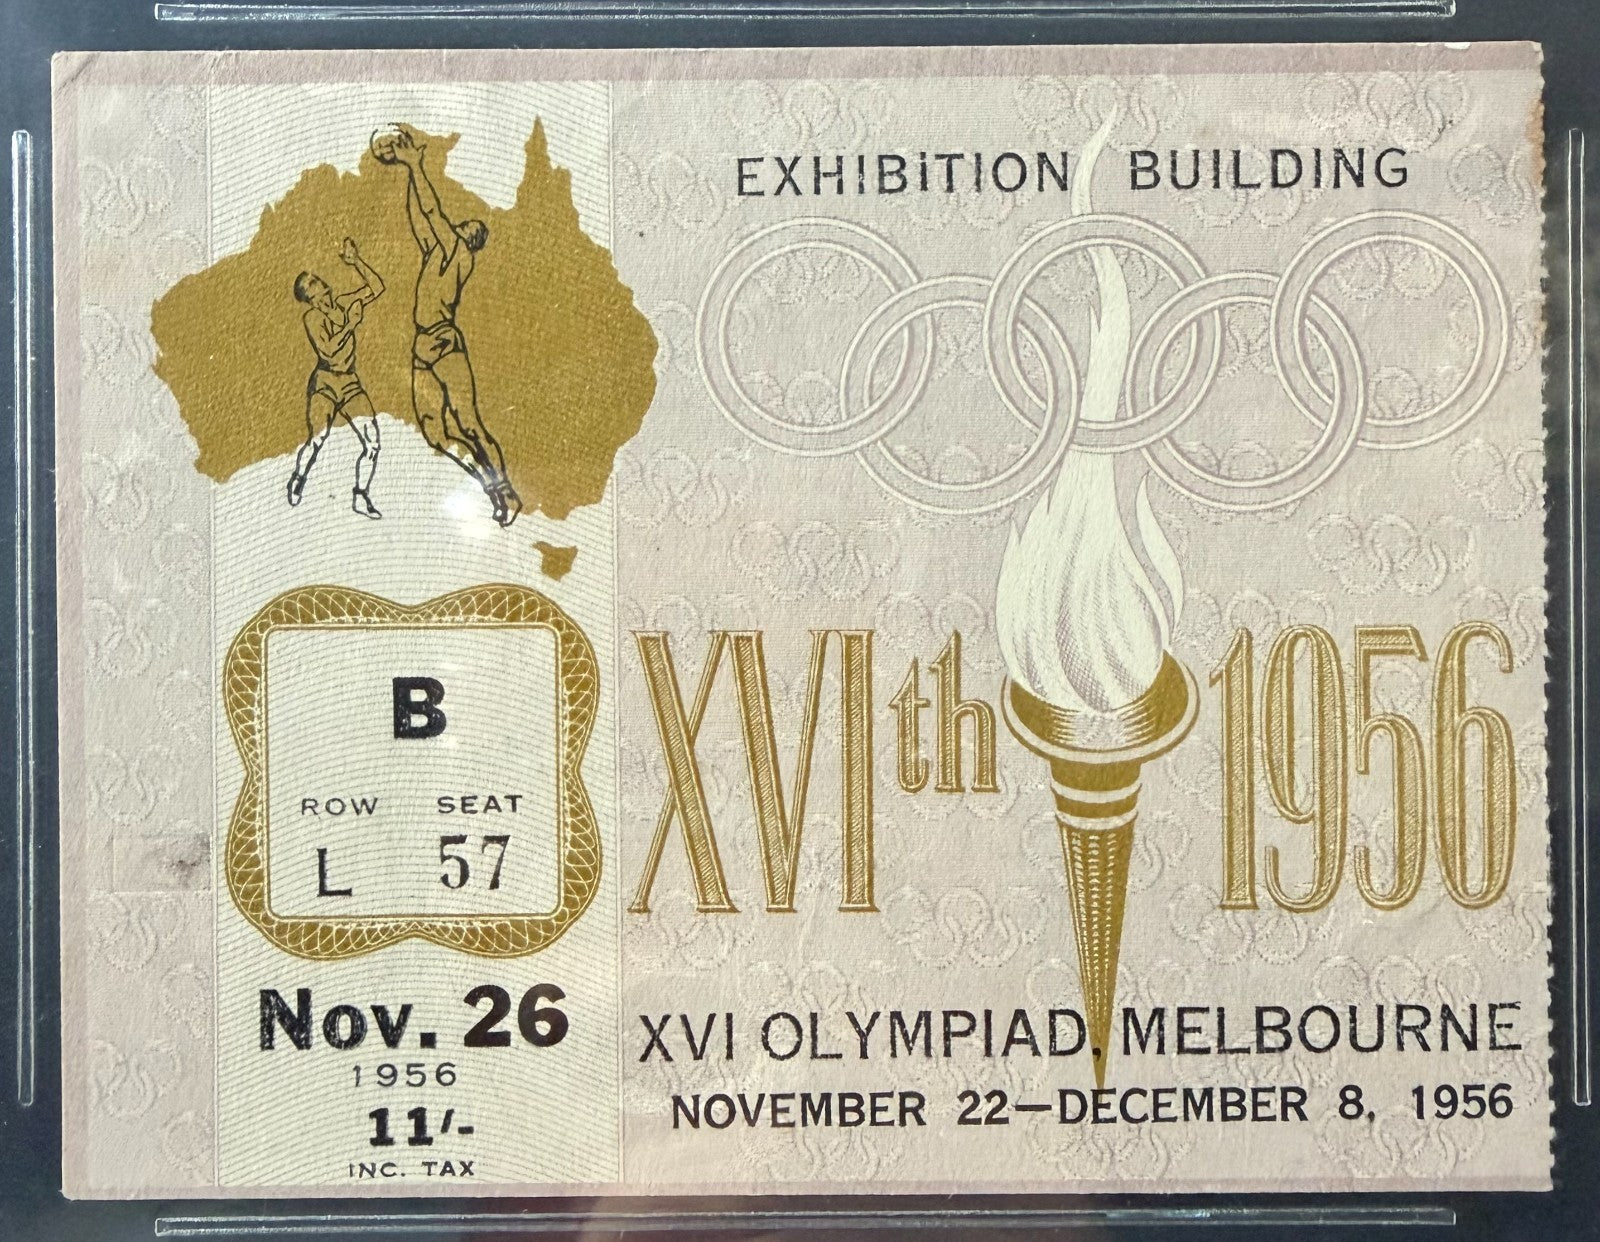 EXHIBITION BUILDING
B
ROW SEAT
L 57
Nov. 26
1956
11/-
INC. TAX
XVIth 1956
XVI OLYMPIAD, MELBOURNE
NOVEMBER 22—DECEMBER 8, 1956